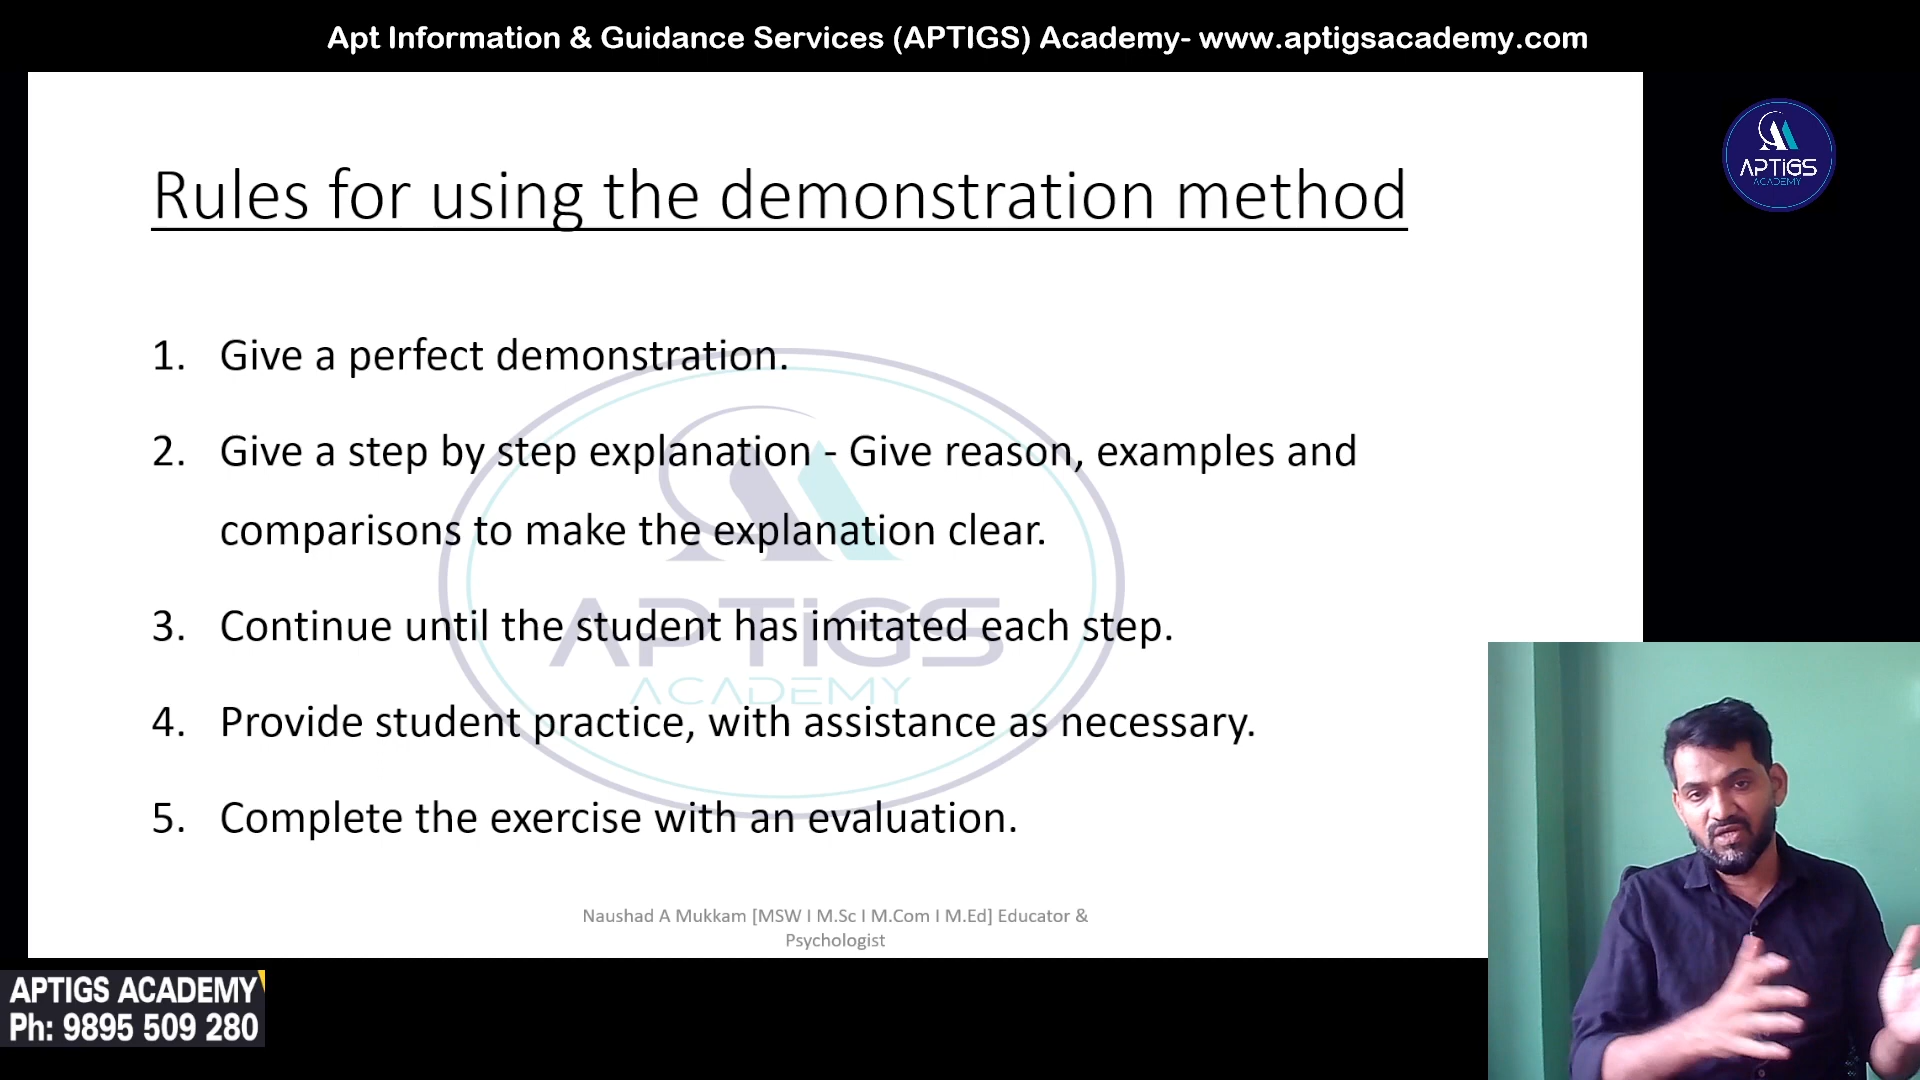 Apt Information & Guidance Services (APTIGS) Academy- www.aptigsacademy.com
APTiGS
ACADEMY
Rules for using the demonstration method
1. Give a perfect demonstration.
2. Give a step by step explanation - Give reason, examples and
comparisons to make the explanation clear.
3. Continue until the student has imitated each step.
4. Provide student practice, with assistance as necessary.
5. Complete the exercise with an evaluation.
APTiGS
ACADEMY
Naushad A Mukkam [MSW I M.Sc I M.Com I M.Ed] Educator &
Psychologist
APTIGS ACADEMY
Ph: 9895 509 280